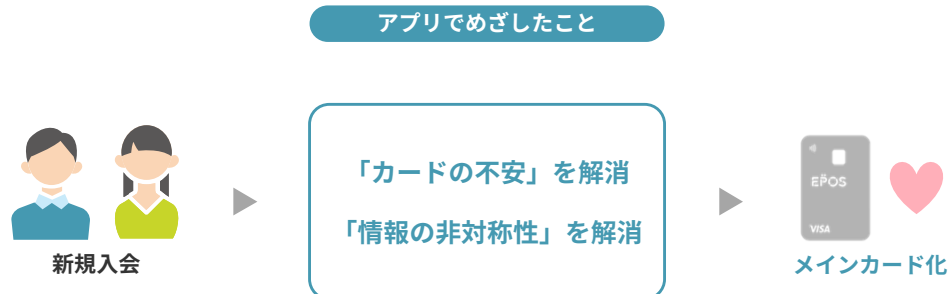 アプリでめざしたこと
「カードの不安」を解消
「情報の非対称性」を解消
EPOS
VISA
新規入会
メインカード化